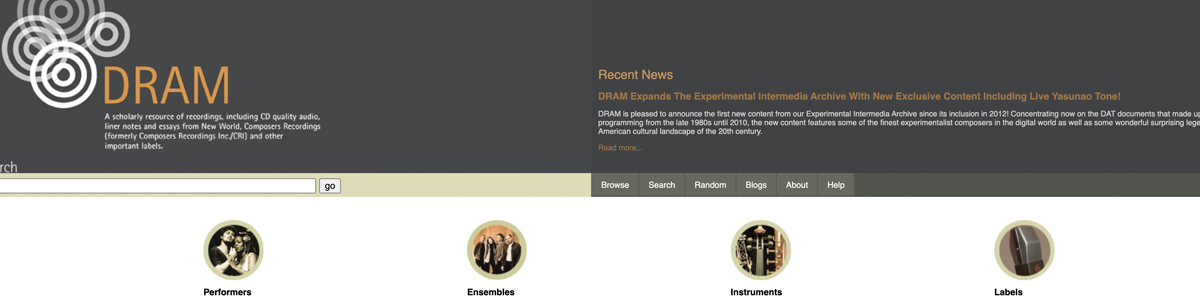 DRAM
A scholarly resource of recordings, including CD quality audio,
liner notes and essays from New World, Composers Recordings
(formerly Composers Recordings Inc./CRI) and other
important labels.
rch
go
Recent News
DRAM Expands The Experimental Intermedia Archive With New Exclusive Content Including Live Yasunao Tone!
DRAM is pleased to announce the first new content from our Experimental Intermedia Archive since its inclusion in 2012! Concentrating now on the DAT documents that made up
programming from the late 1980s until 2010, the new content features some of the finest experimentalist composers in the digital world as well as some wonderful surprising lege
American cultural landscape of the 20th century.
Read more...
Browse Search Random Blogs About Help
Performers Ensembles Instruments Labels